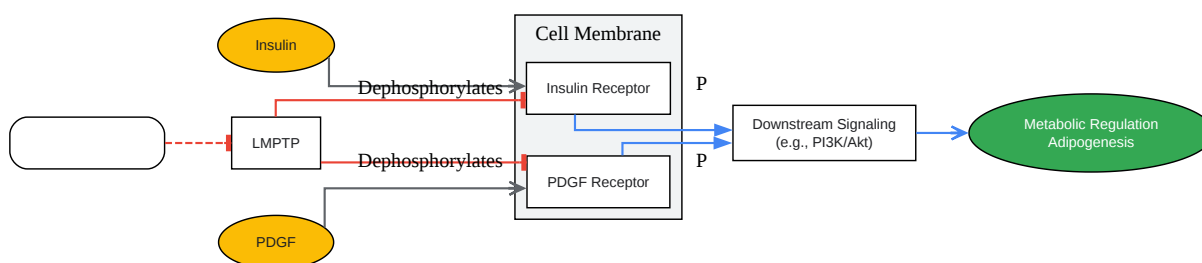 Cell Membrane
Insulin
Dephosphorylates
Insulin Receptor
P
LMPTP
Downstream Signaling
(e.g., PI3K/Akt)
Metabolic Regulation
Adipogenesis
Dephosphorylates
P
PDGF Receptor
PDGF